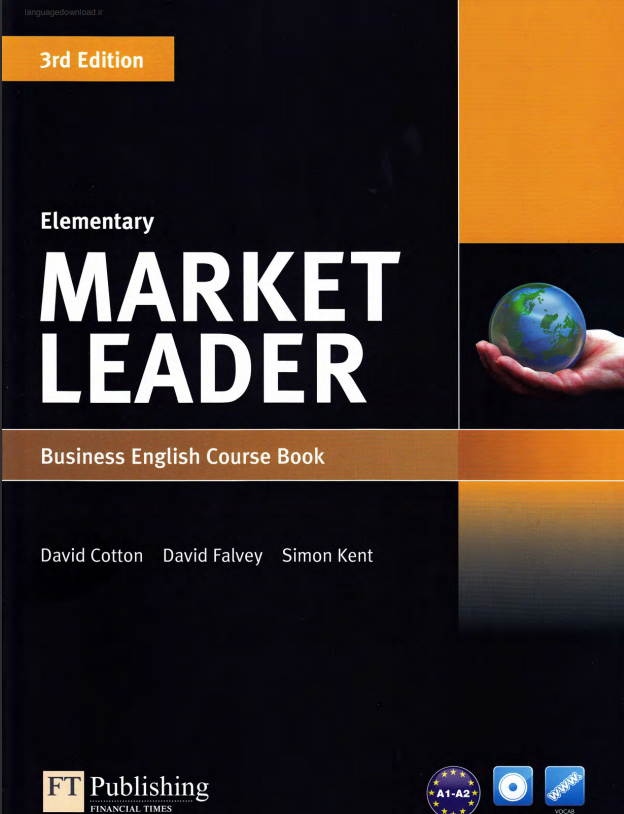 languagedownload.ir
3rd Edition
Elementary
MARKET
LEADER
Business English Course Book
David Cotton David Falvey Simon Kent
FT Publishing
FINANCIAL TIMES
A1-A2
www.
VOCAB